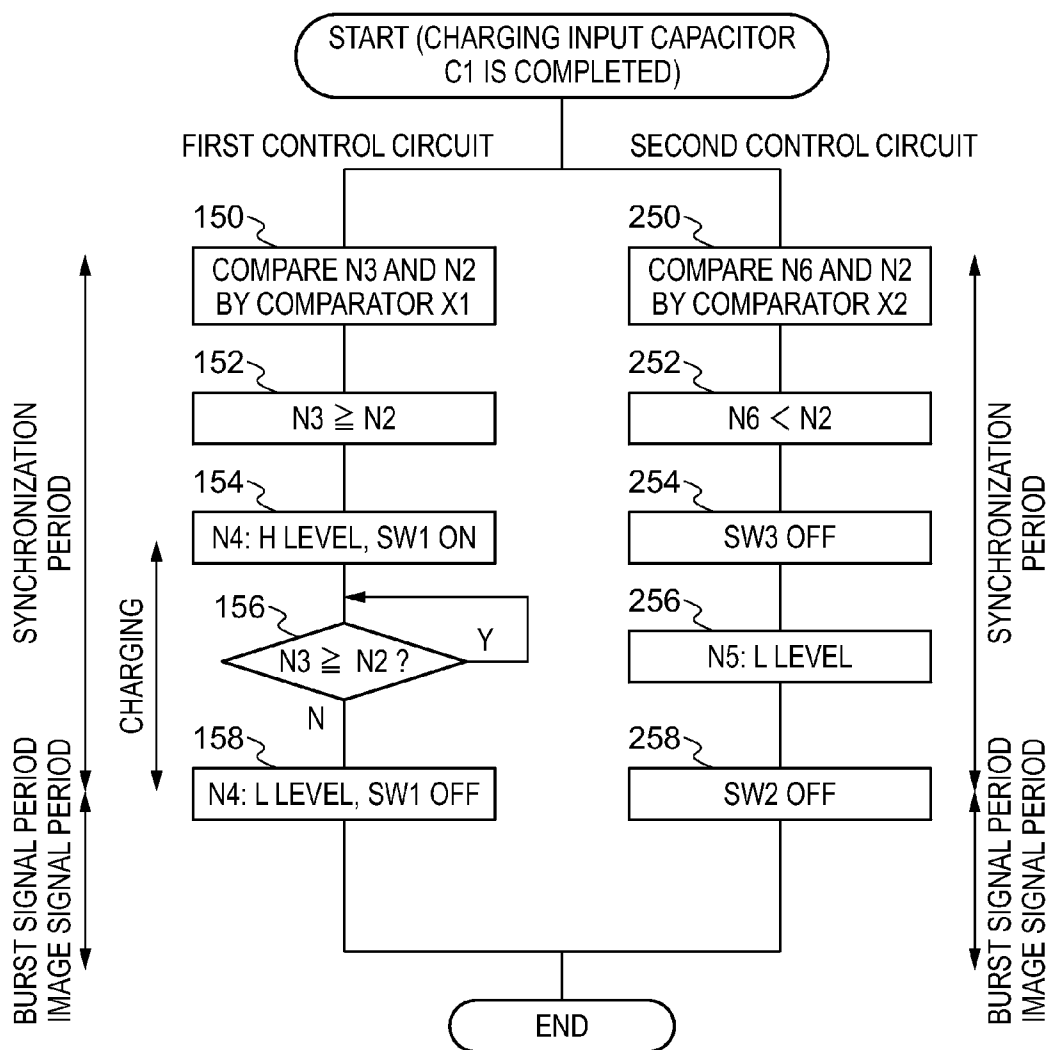 START (CHARGING INPUT CAPACITOR
C1 IS COMPLETED)
FIRST CONTROL CIRCUIT
SECOND CONTROL CIRCUIT
150
COMPARE N3 AND N2
BY COMPARATOR X1
152
N3 ≧ N2
154
N4: H LEVEL, SW1 ON
156
N3 ≧ N2 ?
Y
N
158
N4: L LEVEL, SW1 OFF
250
COMPARE N6 AND N2
BY COMPARATOR X2
252
N6 < N2
254
SW3 OFF
256
N5: L LEVEL
258
SW2 OFF
SYNCHRONIZATION
PERIOD
CHARGING
BURST SIGNAL PERIOD
IMAGE SIGNAL PERIOD
SYNCHRONIZATION
PERIOD
BURST SIGNAL PERIOD
IMAGE SIGNAL PERIOD
END